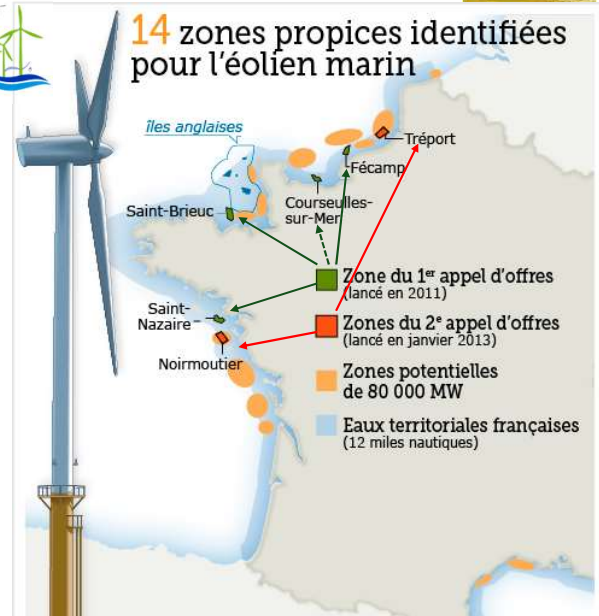 14 zones propices identifiées
pour l'éolien marin
îles anglaises
Tréport
Fécamp
Courseulles-
sur-Mer
Saint-Brieuc
Zone du 1er appel d'offres
(lancé en 2011)
Saint-
Nazaire
Zones du 2e appel d'offres
(lancé en janvier 2013)
Noirmoutier
Zones potentielles
de 80 000 MW
Eaux territoriales françaises
(12 miles nautiques)